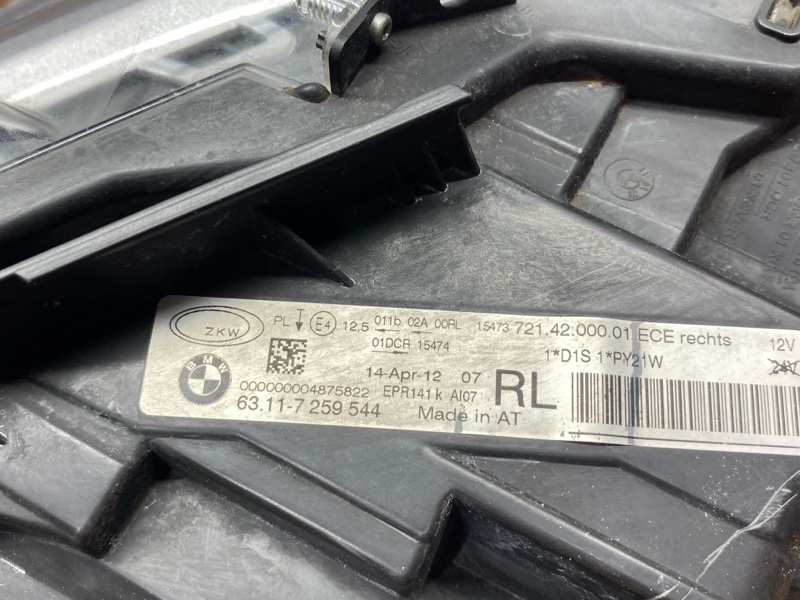 ZKW
PL E4 12.5 011b 02A 00RL 15473 721.42.000.01 ECE rechts 12V
01DCR 15474 1*D1S 1*PY21W
BMW 14-Apr-12 07 RL
000000004875822 EPR141k AI07
63.11-7 259 544 Made in AT